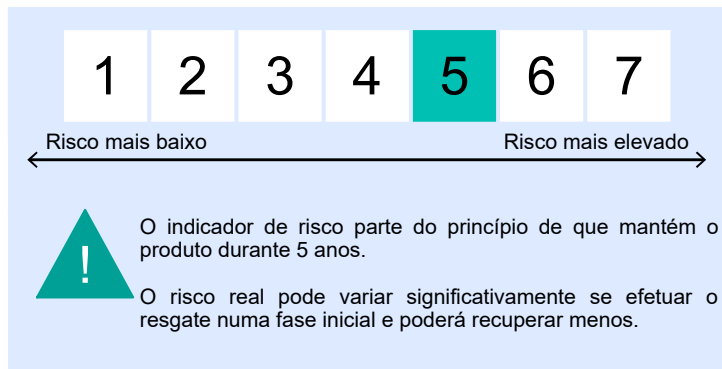 1 2 3 4 5 6 7
Risco mais baixo Risco mais elevado
!
O indicador de risco parte do princípio de que mantém o
produto durante 5 anos.
O risco real pode variar significativamente se efetuar o
resgate numa fase inicial e poderá recuperar menos.